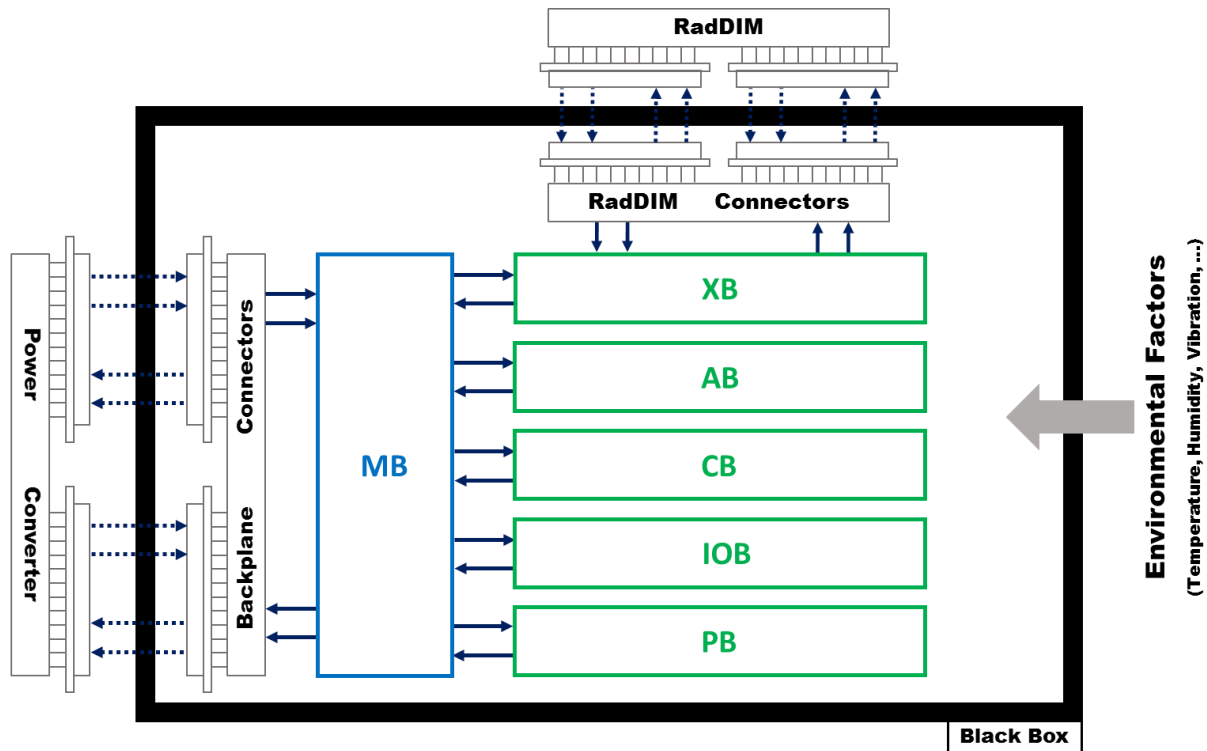 RadDIM
RadDIM Connectors
Power Converter
Backplane Connectors
MB
XB
AB
CB
IOB
PB
Environmental Factors
(Temperature, Humidity, Vibration, ...)
Black Box